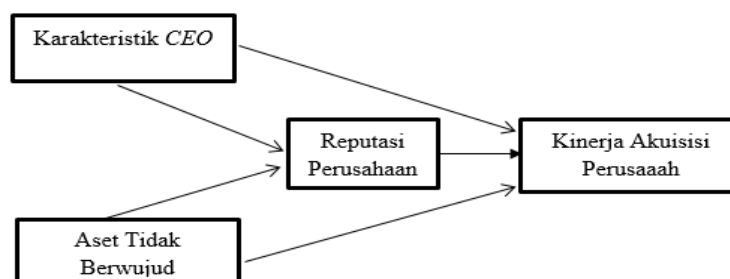 Karakteristik CEO
Reputasi
Perusahaan
Kinerja Akuisisi
Perusaaah
Aset Tidak
Berwujud